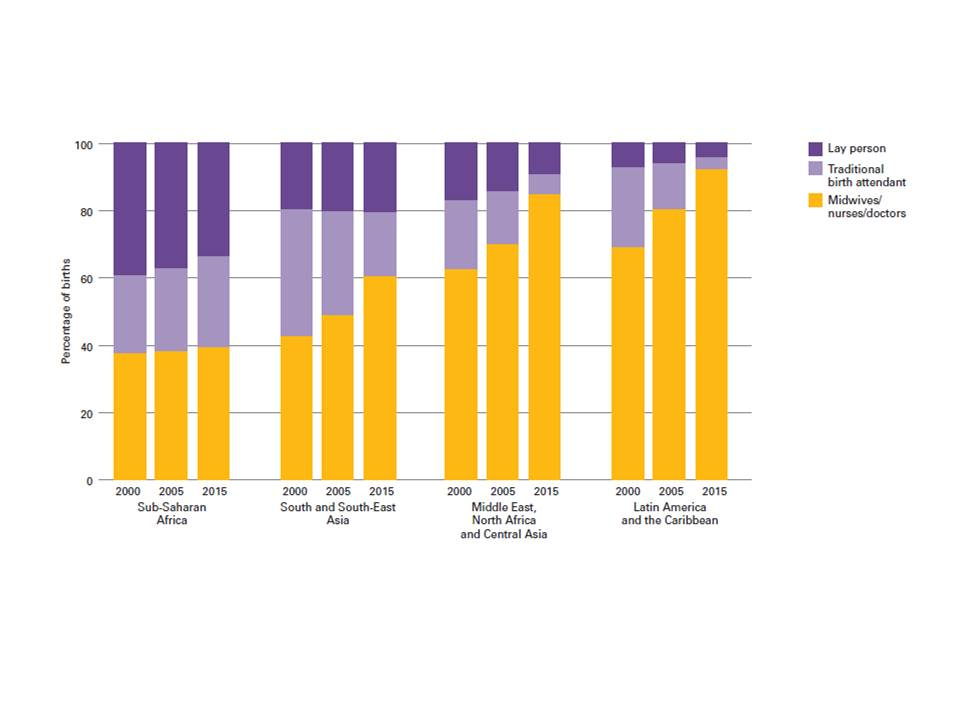 100
80
60
40
20
0
Percentage of births
2000 2005 2015
Sub-Saharan
Africa
2000 2005 2015
South and South-East
Asia
2000 2005 2015
Middle East,
North Africa
and Central Asia
2000 2005 2015
Latin America
and the Caribbean
Lay person
Traditional
birth attendant
Midwives/
nurses/doctors